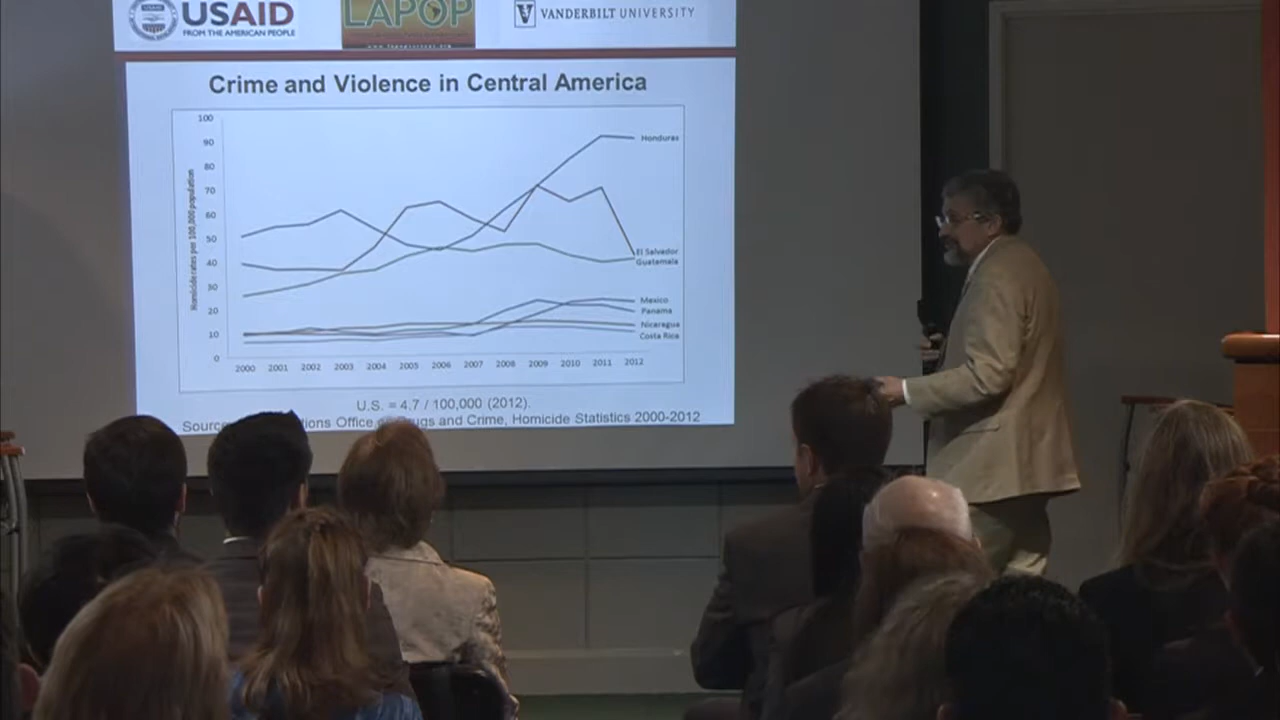 USAID
FROM THE AMERICAN PEOPLE
LAPOP
VANDERBILT UNIVERSITY
Crime and Violence in Central America
Homicide rates per 100,000 population
100
90
80
70
60
50
40
30
20
10
0
Honduras
El Salvador
Guatemala
Mexico
Panama
Nicaragua
Costa Rica
2000 2001 2002 2003 2004 2005 2006 2007 2008 2009 2010 2011 2012
U.S. = 4.7 / 100,000 (2012).
Office Drugs and Crime, Homicide Statistics 2000-2012